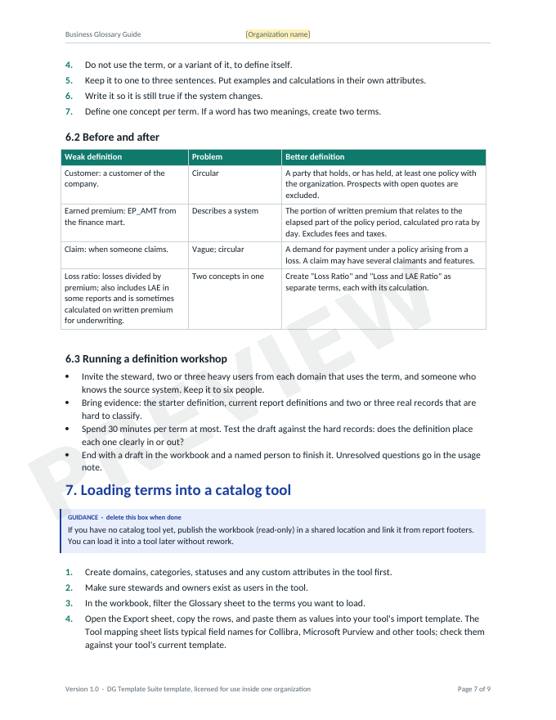 Business Glossary Guide [Organization name]
4. Do not use the term, or a variant of it, to define itself.
5. Keep it to one to three sentences. Put examples and calculations in their own attributes.
6. Write it so it is still true if the system changes.
7. Define one concept per term. If a word has two meanings, create two terms.
6.2 Before and after
Weak definition Problem Better definition
Customer: a customer of the
company.
Circular
A party that holds, or has held, at least one policy with
the organization. Prospects with open quotes are
excluded.
Earned premium: EP_AMT from
the finance mart.
Describes a system
The portion of written premium that relates to the
elapsed part of the policy period, calculated pro rata by
day. Excludes fees and taxes.
Claim: when someone claims.
Vague; circular
A demand for payment under a policy arising from a
loss. A claim may have several claimants and features.
Loss ratio: losses divided by
premium; also includes LAE in
some reports and is sometimes
calculated on written premium
for underwriting.
Two concepts in one
Create "Loss Ratio" and "Loss and LAE Ratio" as
separate terms, each with its calculation.
6.3 Running a definition workshop
• Invite the steward, two or three heavy users from each domain that uses the term, and someone who
knows the source system. Keep it to six people.
• Bring evidence: the starter definition, current report definitions and two or three real records that are
hard to classify.
• Spend 30 minutes per term at most. Test the draft against the hard records: does the definition place
each one clearly in or out?
• End with a draft in the workbook and a named person to finish it. Unresolved questions go in the usage
note.
7. Loading terms into a catalog tool
GUIDANCE - delete this box when done
If you have no catalog tool yet, publish the workbook (read-only) in a shared location and link it from report footers.
You can load it into a tool later without rework.
1. Create domains, categories, statuses and any custom attributes in the tool first.
2. Make sure stewards and owners exist as users in the tool.
3. In the workbook, filter the Glossary sheet to the terms you want to load.
4. Open the Export sheet, copy the rows, and paste them as values into your tool's import template. The
Tool mapping sheet lists typical field names for Collibra, Microsoft Purview and other tools; check them
against your tool's current template.
Version 1.0 - DG Template Suite template, licensed for use inside one organization Page 7 of 9
PREVIEW